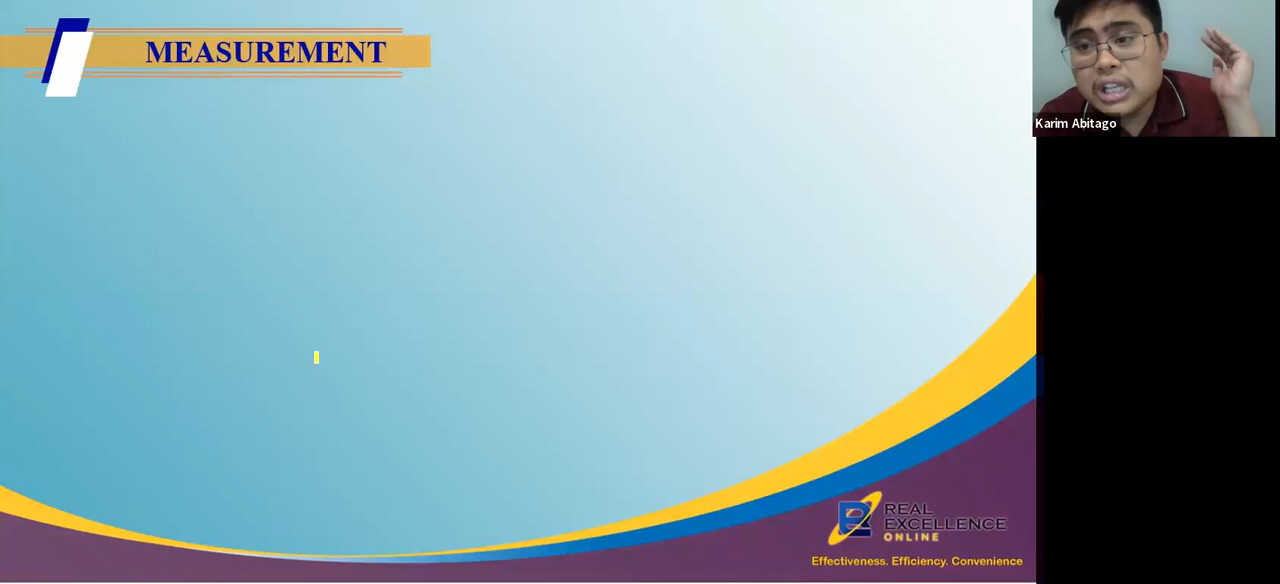 MEASUREMENT
Karim Abitago
REAL
EXCELLENCE
ONLINE
Effectiveness. Efficiency. Convenience